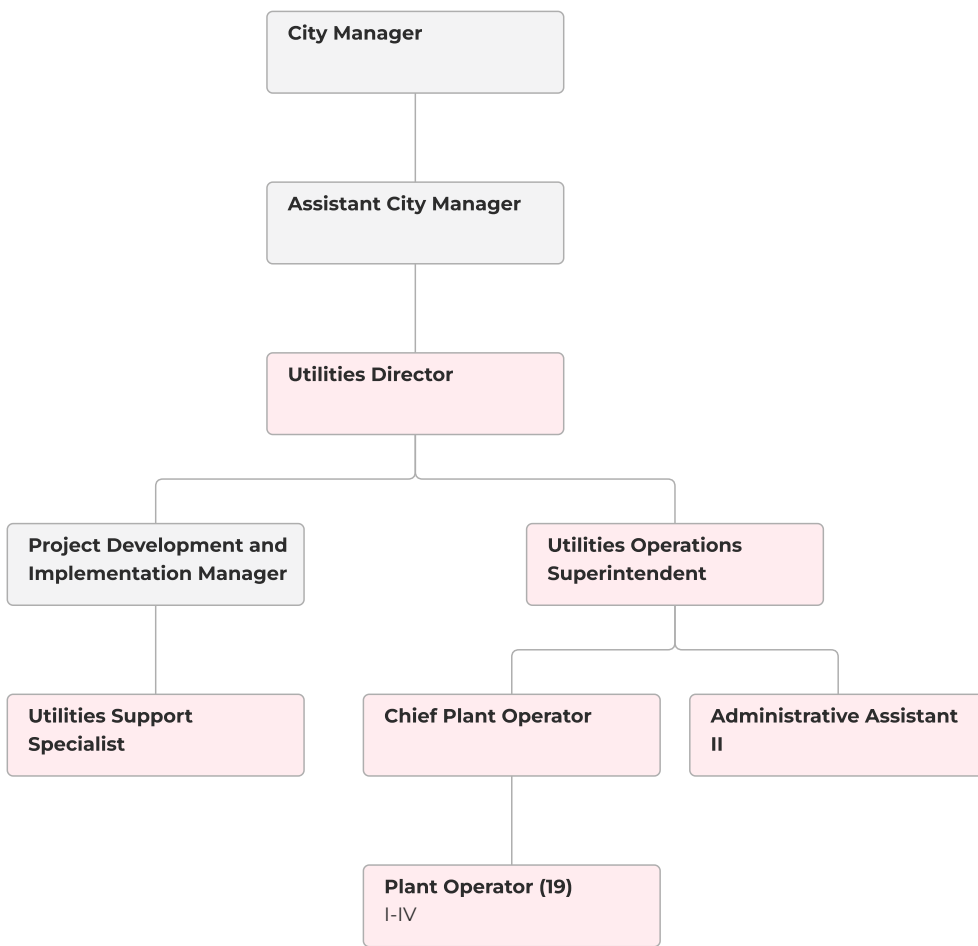 City Manager
Assistant City Manager
Utilities Director
Project Development and
Implementation Manager
Utilities Operations
Superintendent
Utilities Support
Specialist
Chief Plant Operator
Administrative Assistant
II
Plant Operator (19)
I-IV